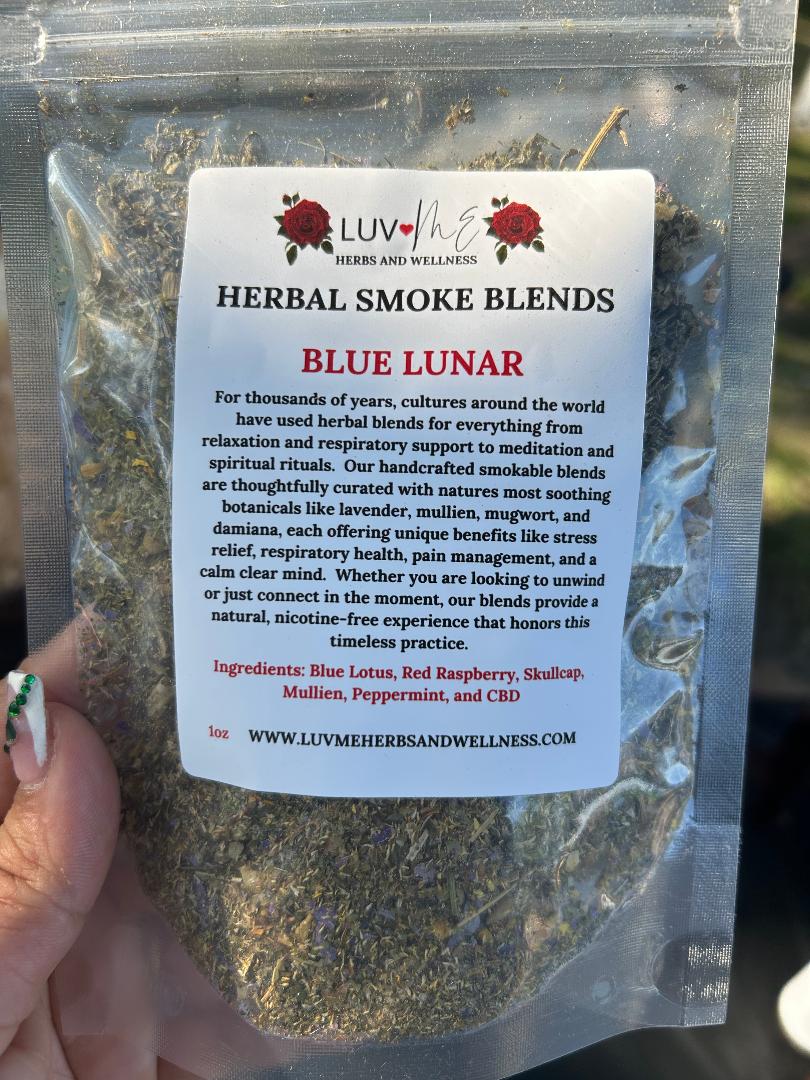 LUV ME
HERBS AND WELLNESS
HERBAL SMOKE BLENDS
BLUE LUNAR
For thousands of years, cultures around the world
have used herbal blends for everything from
relaxation and respiratory support to meditation and
spiritual rituals. Our handcrafted smokable blends
are thoughtfully curated with natures most soothing
botanicals like lavender, mullien, mugwort, and
damiana, each offering unique benefits like stress
relief, respiratory health, pain management, and a
calm clear mind. Whether you are looking to unwind
or just connect in the moment, our blends provide a
natural, nicotine-free experience that honors this
timeless practice.
Ingredients: Blue Lotus, Red Raspberry, Skullcap,
Mullien, Peppermint, and CBD
1oz WWW.LUVMEHERBSANDWELLNESS.COM